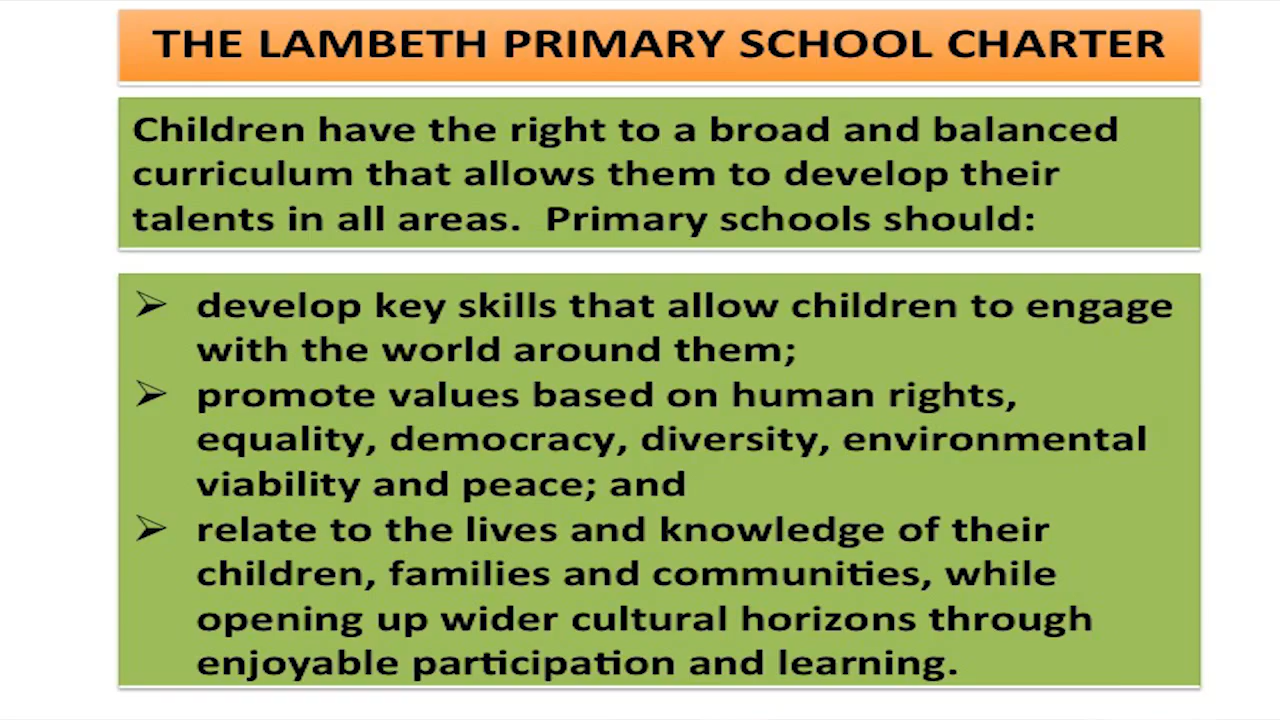 THE LAMBETH PRIMARY SCHOOL CHARTER
Children have the right to a broad and balanced
curriculum that allows them to develop their
talents in all areas.  Primary schools should:
➢ develop key skills that allow children to engage
with the world around them;
➢ promote values based on human rights,
equality, democracy, diversity, environmental
viability and peace; and
➢ relate to the lives and knowledge of their
children, families and communities, while
opening up wider cultural horizons through
enjoyable participation and learning.